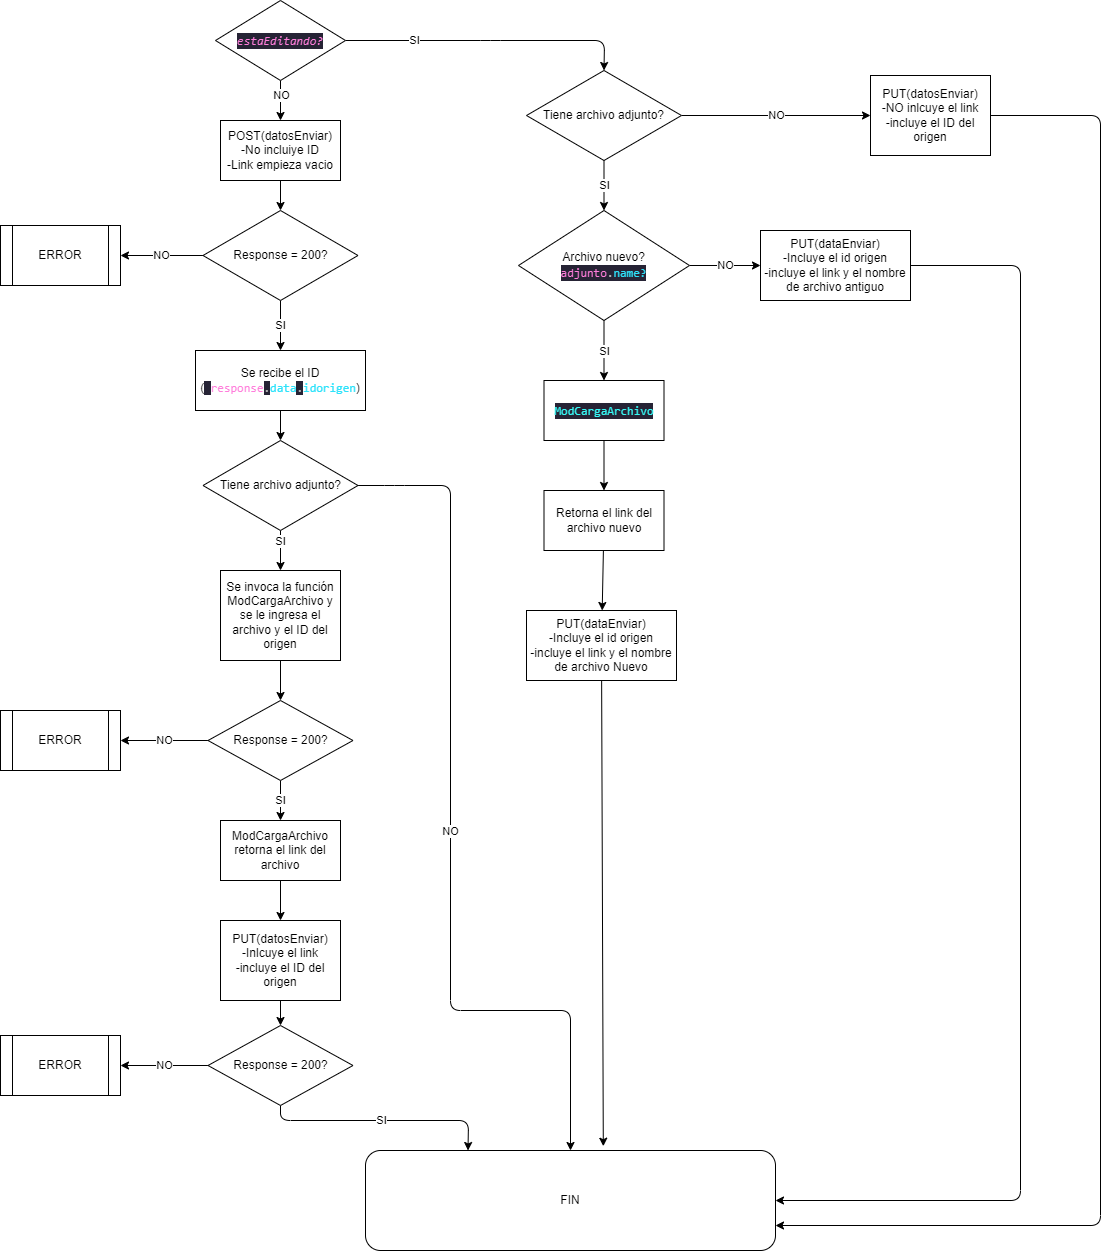 estaEditando?
SI
NO
Tiene archivo adjunto?
NO
PUT(datosEnviar)
-NO inlcuye el link
-incluye el ID del
origen
POST(datosEnviar)
-No incluiye ID
-Link empieza vacio
SI
ERROR
NO
Response = 200?
Archivo nuevo?
adjunto.name?
NO
PUT(dataEnviar)
-Incluye el id origen
-incluye el link y el nombre
de archivo antiguo
SI
SI
Se recibe el ID
( response.data.idorigen)
ModCargaArchivo
Tiene archivo adjunto?
Retorna el link del
archivo nuevo
SI
Se invoca la función
ModCargaArchivo y
se le ingresa el
archivo y el ID del
origen
PUT(dataEnviar)
-Incluye el id origen
-incluye el link y el nombre
de archivo Nuevo
ERROR
NO
Response = 200?
SI
NO
ModCargaArchivo
retorna el link del
archivo
PUT(datosEnviar)
-Inlcuye el link
-incluye el ID del
origen
ERROR
NO
Response = 200?
SI
FIN